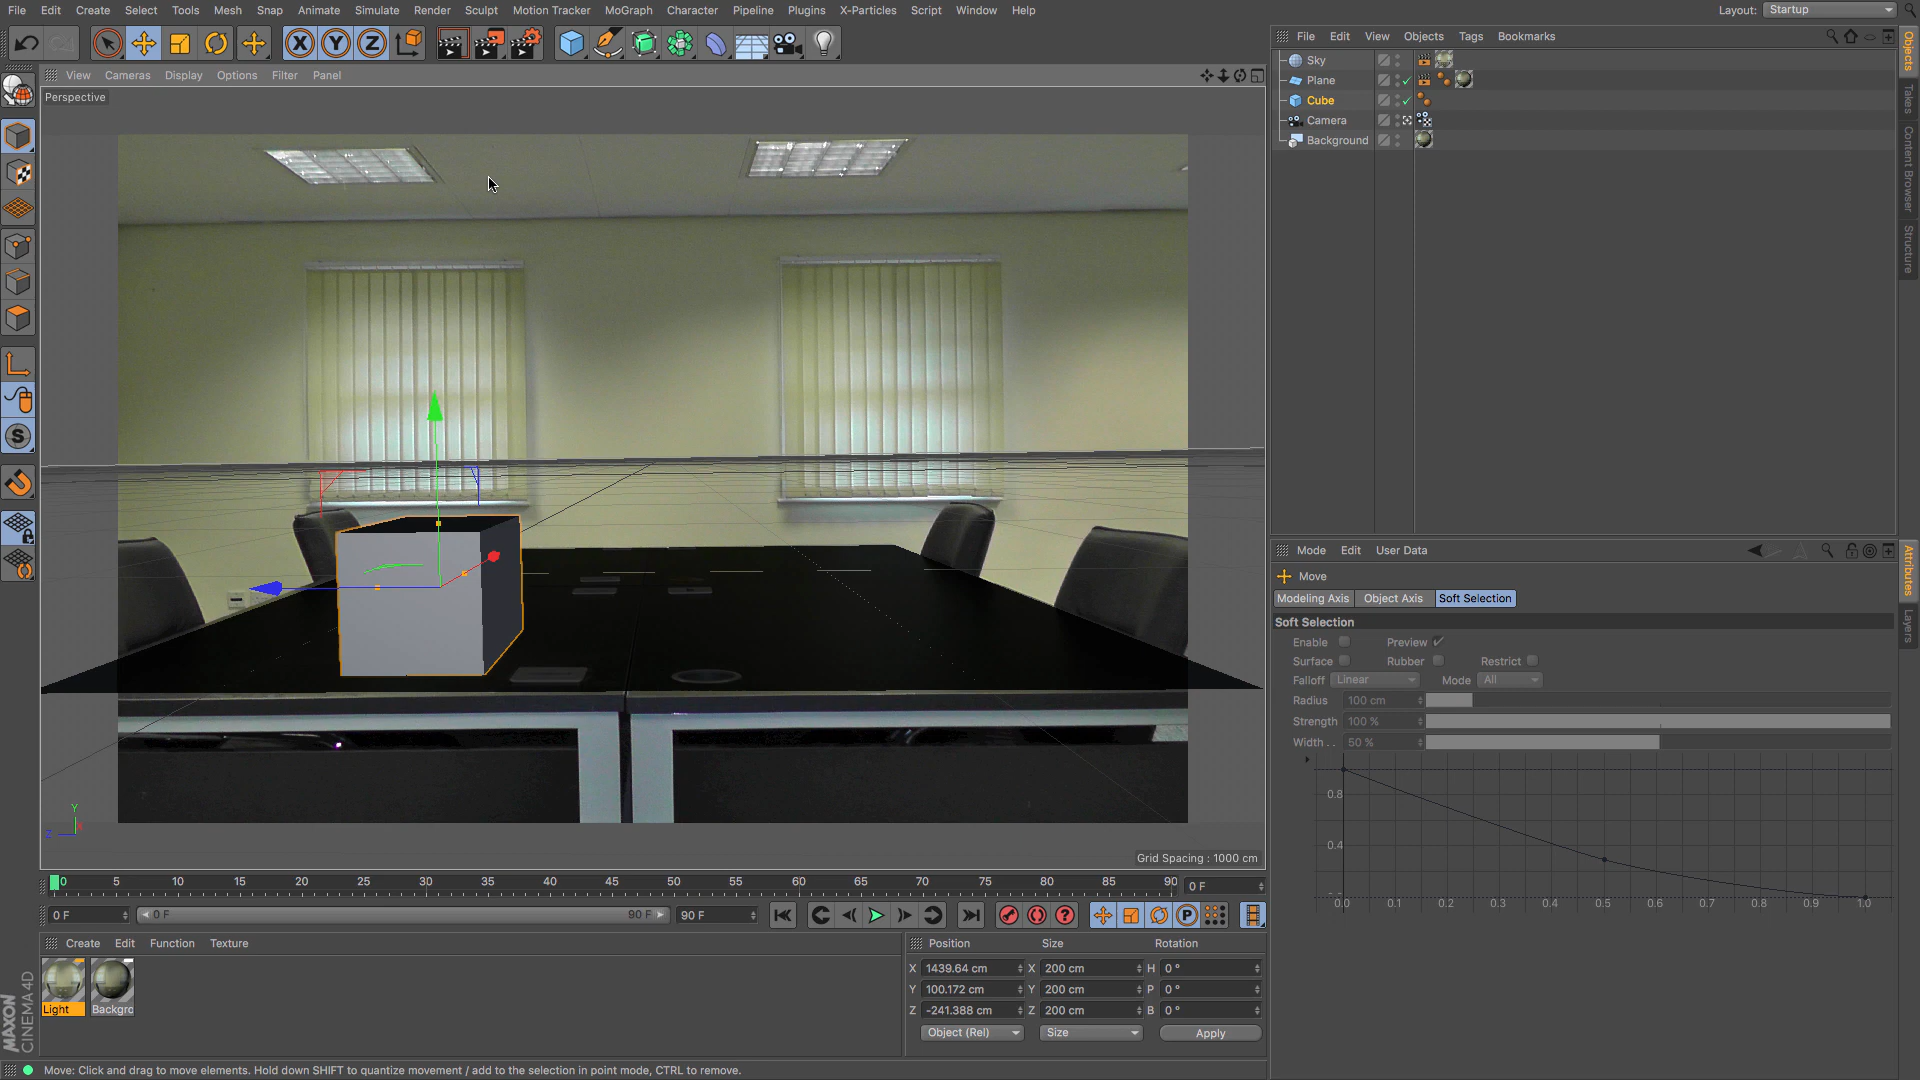 File Edit Create Select Tools Mesh Snap Animate Simulate Render Sculpt Motion Tracker MoGraph Character Pipeline Plugins X-Particles Script Window Help Layout: Startup
File Edit View Objects Tags Bookmarks
View Cameras Display Options Filter Panel
Perspective
Sky
Plane
Cube
Camera
Background
Objects
Takes
Content Browser
Structure
Mode Edit User Data
Move
Modeling Axis Object Axis Soft Selection
Soft Selection
Enable Preview
Surface Rubber Restrict
Falloff Linear Mode All
Radius 100 cm
Strength 100 %
Width . . 50 %
0.8
0.4
0.0 0.1 0.2 0.3 0.4 0.5 0.6 0.7 0.8 0.9 1.0
Attributes
Layers
Y
Z
Grid Spacing : 1000 cm
0 5 10 15 20 25 30 35 40 45 50 55 60 65 70 75 80 85 90 0 F
0 F 0 F 90 F 90 F
Create Edit Function Texture
Light Backgro
Position Size Rotation
X 1439.64 cm X 200 cm H 0 °
Y 100.172 cm Y 200 cm P 0 °
Z -241.388 cm Z 200 cm B 0 °
Object (Rel) Size Apply
MAXON
CINEMA 4D
Move: Click and drag to move elements. Hold down SHIFT to quantize movement / add to the selection in point mode, CTRL to remove.